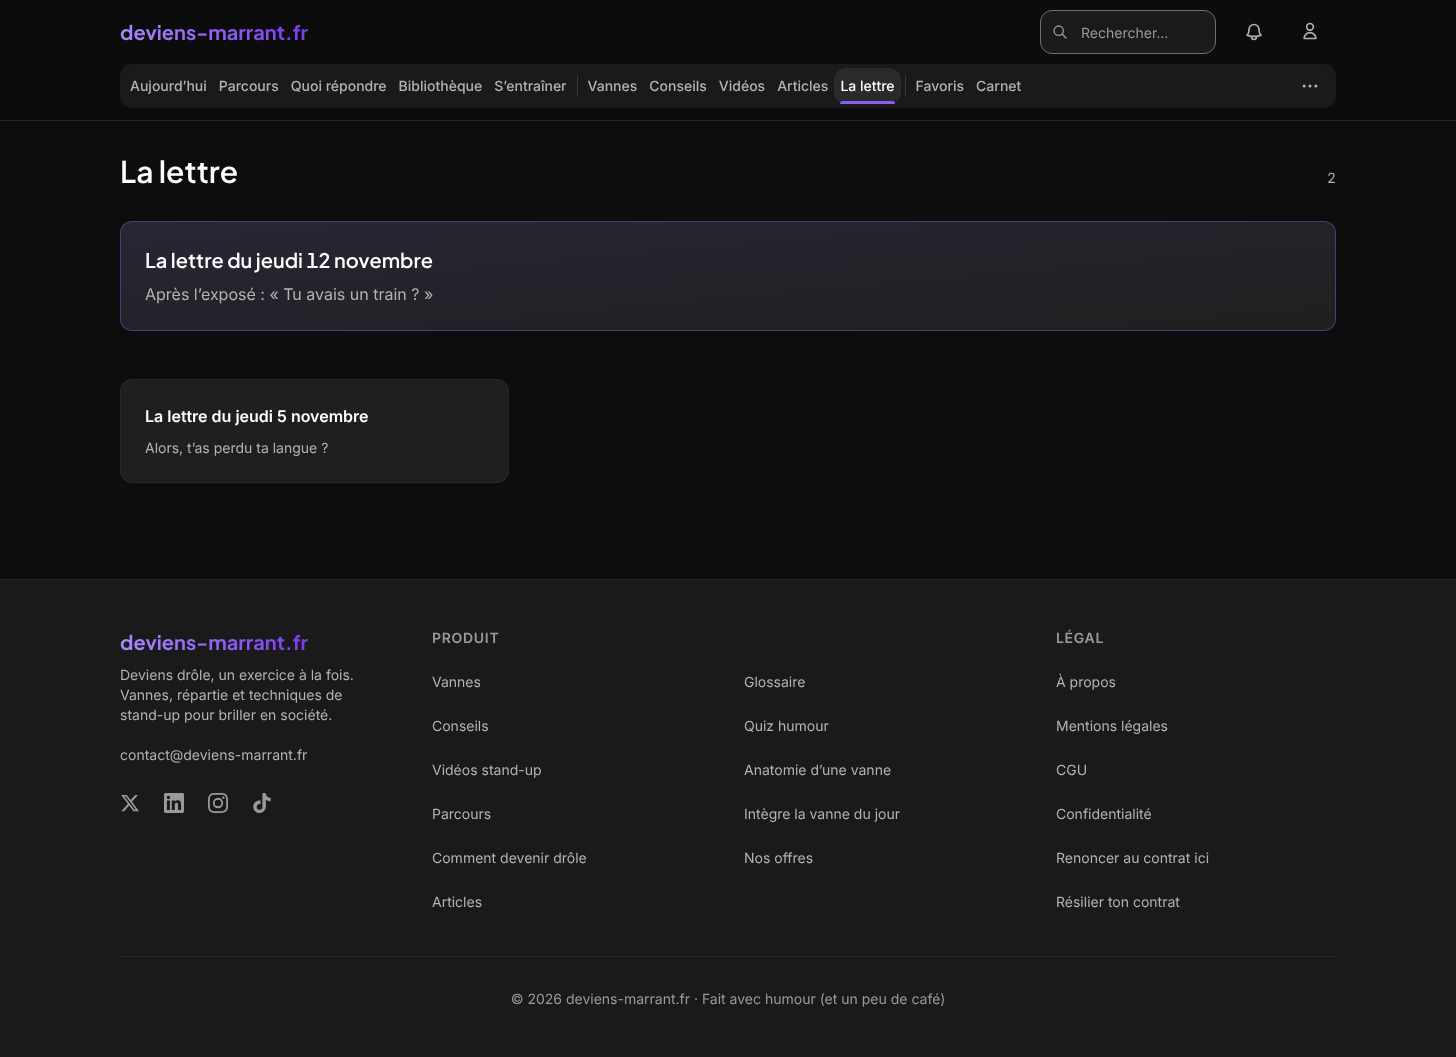 deviens-marrant.fr
Rechercher...
Aujourd’hui Parcours Quoi répondre Bibliothèque S’entraîner Vannes Conseils Vidéos Articles La lettre Favoris Carnet
La lettre
2
La lettre du jeudi 12 novembre
Après l’exposé : « Tu avais un train ? »
La lettre du jeudi 5 novembre
Alors, t’as perdu ta langue ?
deviens-marrant.fr
Deviens drôle, un exercice à la fois.
Vannes, répartie et techniques de
stand-up pour briller en société.
contact@deviens-marrant.fr
PRODUIT
Vannes
Conseils
Vidéos stand-up
Parcours
Comment devenir drôle
Articles
Glossaire
Quiz humour
Anatomie d’une vanne
Intègre la vanne du jour
Nos offres
LÉGAL
À propos
Mentions légales
CGU
Confidentialité
Renoncer au contrat ici
Résilier ton contrat
© 2026 deviens-marrant.fr · Fait avec humour (et un peu de café)